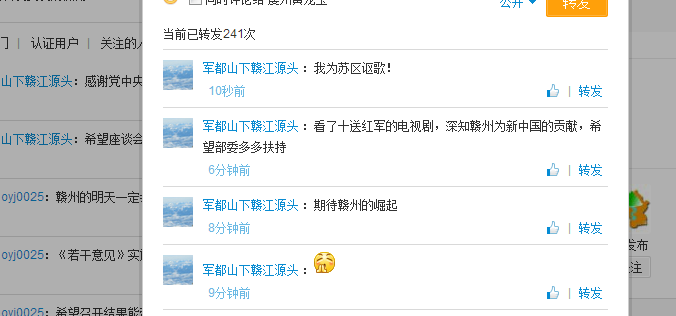 公开
转发
当前已转发241次
门 | 认证用户 | 关注的人
军都山下赣江源头：我为苏区讴歌！
10秒前
转发
军都山下赣江源头：看了十送红军的电视剧，深知赣州为新中国的贡献，希
望部委多多扶持
6分钟前
转发
军都山下赣江源头：期待赣州的崛起
8分钟前
转发
军都山下赣江源头：
9分钟前
转发
山下赣江源头：感谢党中央
山下赣江源头：希望座谈会
oyj0025：赣州的明天一定
oyj0025：《若干意见》实
oyj0025：希望召开结果能
发布
注